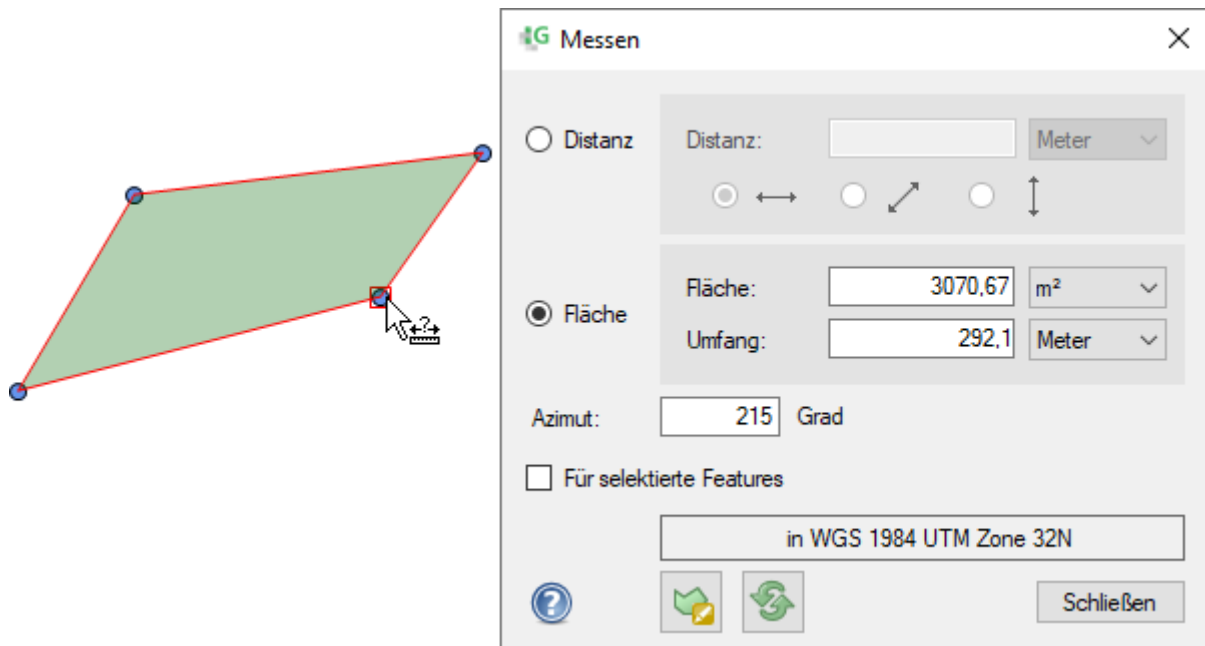 G Messen
Distanz Distanz: Meter
Fläche Fläche: 3070,67 m²
Umfang: 292,1 Meter
Azimut: 215 Grad
Für selektierte Features
in WGS 1984 UTM Zone 32N
? Schließen
?